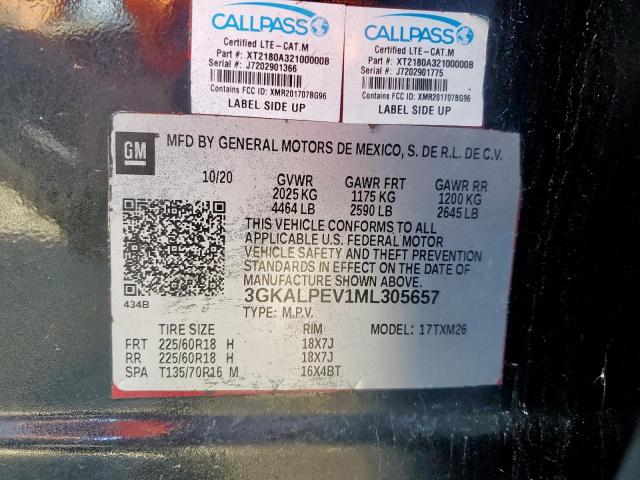 CALLPASS
Certified LTE-CAT.M
Part #: XT2180A32100000B
Serial #: J7202901366
Contains FCC ID: XMR201707BG96
LABEL SIDE UP
CALLPASS
Certified LTE-CAT.M
Part #: XT2180A32100000B
Serial #: J7202901775
Contains FCC ID: XMR201707BG96
LABEL SIDE UP
GM
MFD BY GENERAL MOTORS DE MEXICO, S. DE R.L. DE C.V.
10/20 GVWR GAWR FRT GAWR RR
2025 KG 1175 KG 1200 KG
4464 LB 2590 LB 2645 LB
THIS VEHICLE CONFORMS TO ALL
APPLICABLE U.S. FEDERAL MOTOR
VEHICLE SAFETY AND THEFT PREVENTION
STANDARDS IN EFFECT ON THE DATE OF
MANUFACTURE SHOWN ABOVE.
434B
3GKALPEV1ML305657
TYPE: M.P.V.
TIRE SIZE RIM MODEL: 17TXM26
FRT 225/60R18 H 18X7J
RR 225/60R18 H 18X7J
SPA T135/70R16 M 16X4BT